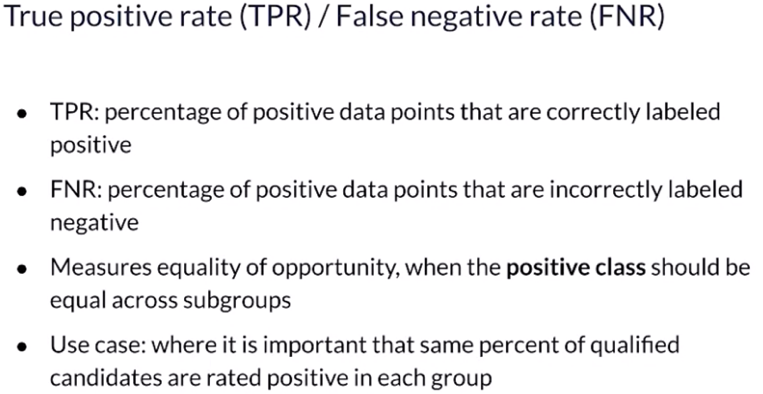 True positive rate (TPR) / False negative rate (FNR)
• TPR: percentage of positive data points that are correctly labeled
positive
• FNR: percentage of positive data points that are incorrectly labeled
negative
• Measures equality of opportunity, when the positive class should be
equal across subgroups
• Use case: where it is important that same percent of qualified
candidates are rated positive in each group